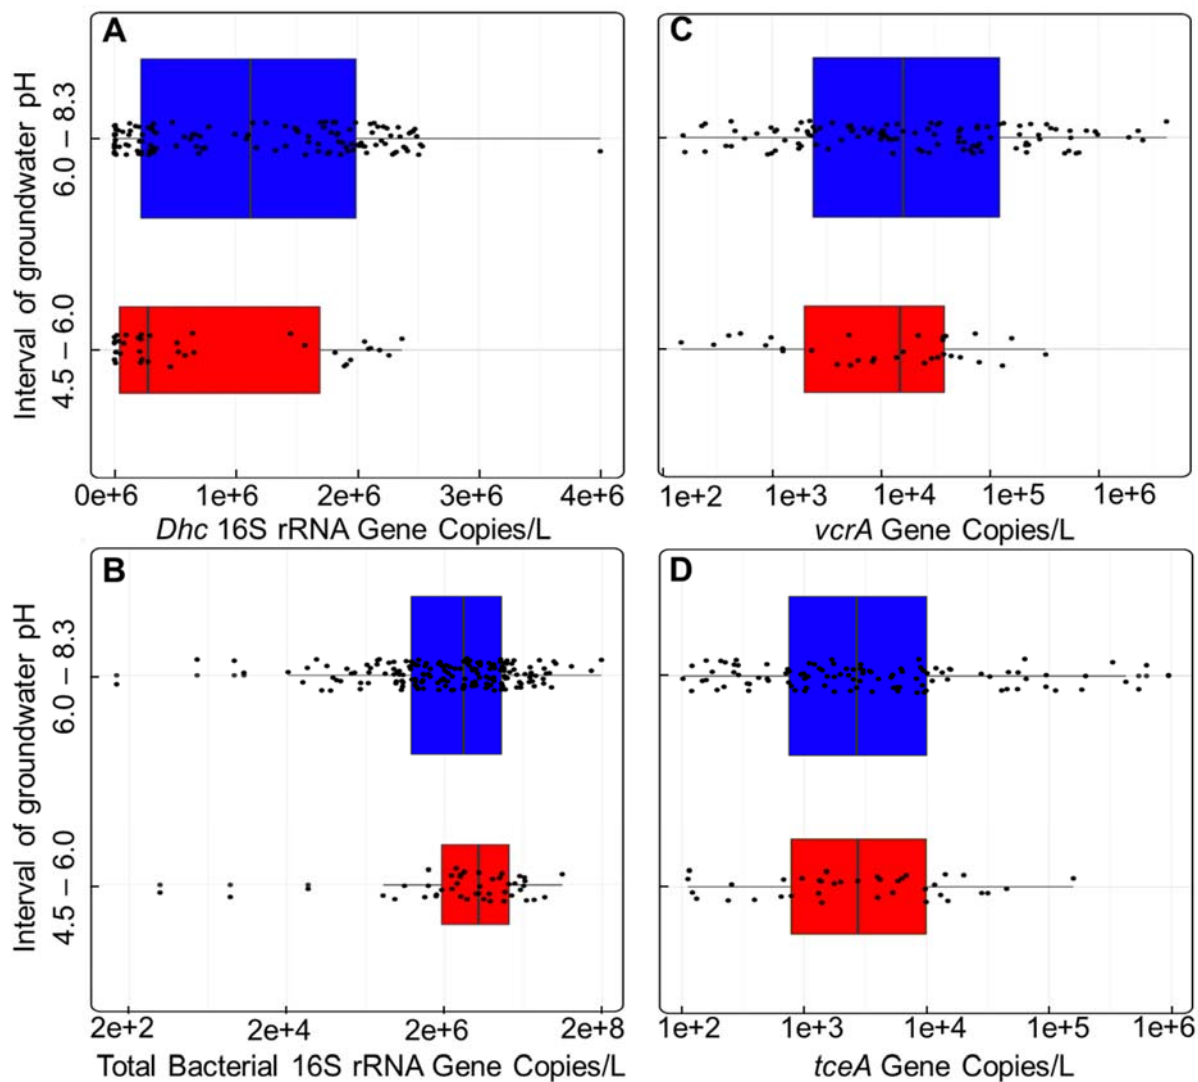 A
Interval of groundwater pH
6.0 – 8.3
4.5 – 6.0
0e+6 1e+6 2e+6 3e+6 4e+6
Dhc 16S rRNA Gene Copies/L
C
1e+2 1e+3 1e+4 1e+5 1e+6
vcrA Gene Copies/L
B
Interval of groundwater pH
6.0 – 8.3
4.5 – 6.0
2e+2 2e+4 2e+6 2e+8
Total Bacterial 16S rRNA Gene Copies/L
D
1e+2 1e+3 1e+4 1e+5 1e+6
tceA Gene Copies/L